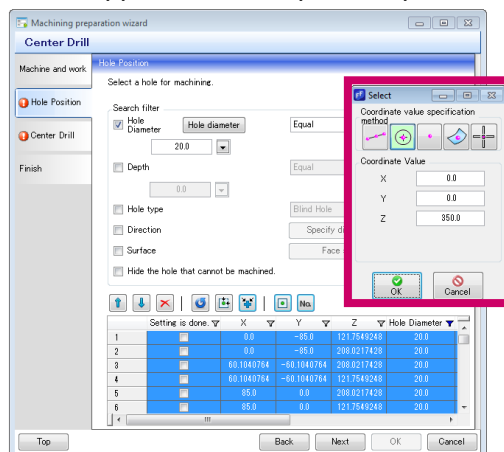 Machining preparation wizard
Center Drill
Machine and work
Hole Position
Center Drill
Finish
Hole Position
Select a hole for machining.
Search filter
Hole Diameter
Hole diameter
Equal
20.0
Depth
Equal
0.0
Hole type
Blind Hole
Direction
Specify di
Surface
Face
Hide the hole that cannot be machined.
No.
Setting is done. X Y Z Hole Diameter
1 0.0 -85.0 121.7549248 20.0
2 0.0 -85.0 208.0217428 20.0
3 60.1040764 -60.1040764 208.0217428 20.0
4 60.1040764 -60.1040764 121.7549248 20.0
5 85.0 0.0 208.0217428 20.0
6 85.0 0.0 121.7549248 20.0
Top
Back
Next
OK
Cancel
Select
Coordinate value specification
method
Coordinate Value
X 0.0
Y 0.0
Z 350.0
OK
Cancel